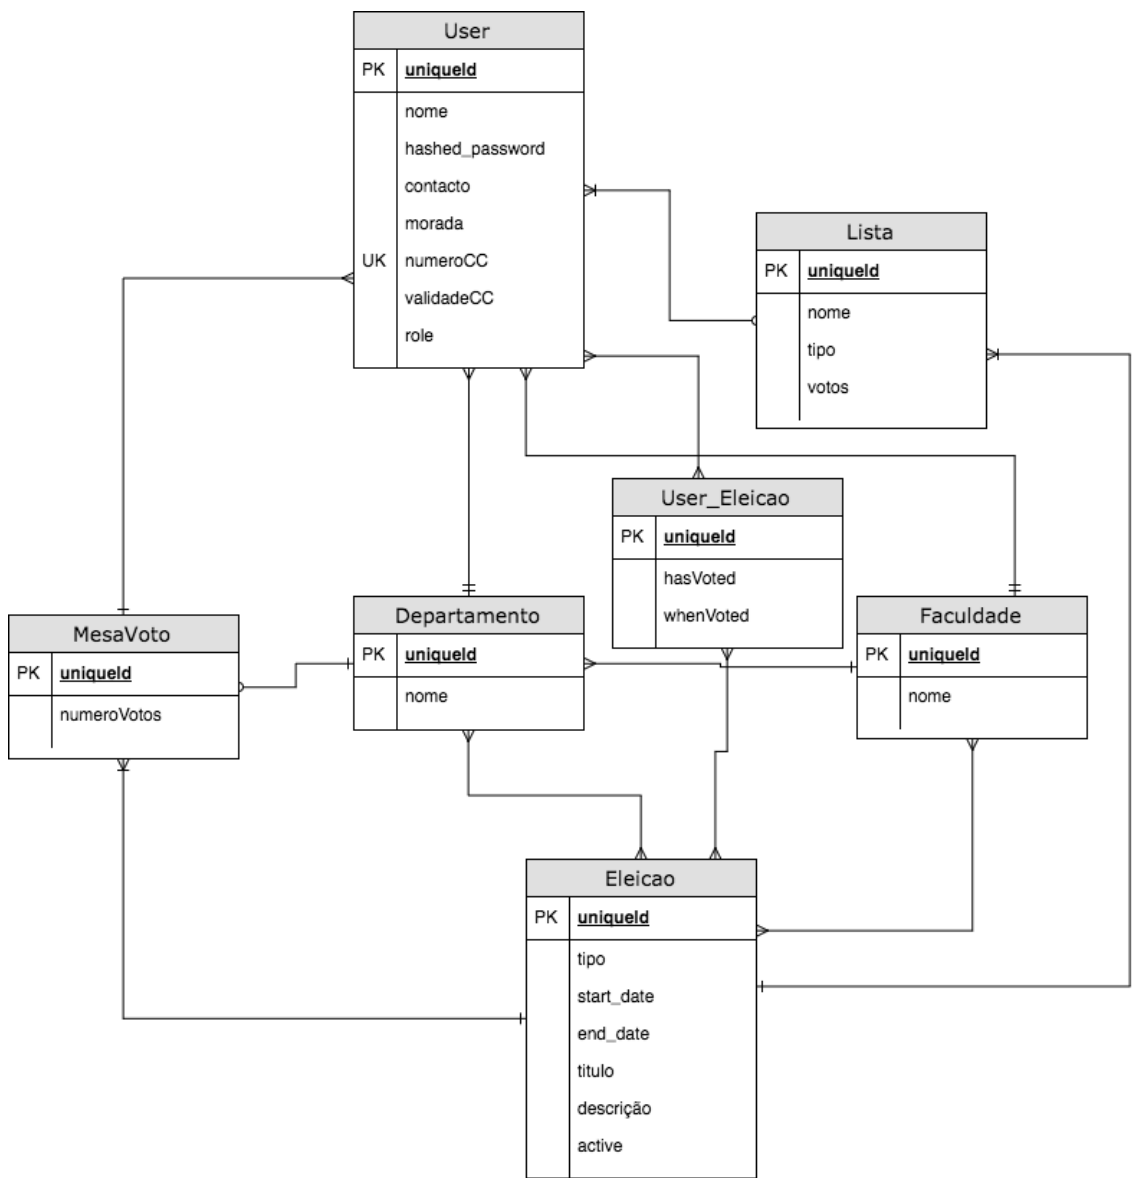 User
PK uniqueId
nome
hashed_password
contacto
morada
UK numeroCC
validadeCC
role
Lista
PK uniqueId
nome
tipo
votos
User_Eleicao
PK uniqueId
hasVoted
whenVoted
MesaVoto
PK uniqueId
numeroVotos
Departamento
PK uniqueId
nome
Faculdade
PK uniqueId
nome
Eleicao
PK uniqueId
tipo
start_date
end_date
titulo
descrição
active